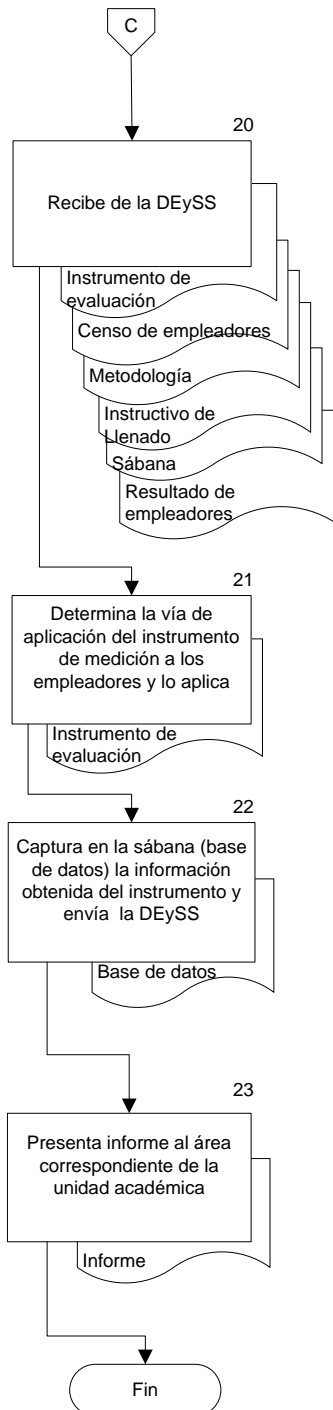 C
20
Recibe de la DEySS
Instrumento de
evaluación
Censo de empleadores
Metodología
Instructivo de
Llenado
Sábana
Resultado de
empleadores
21
Determina la vía de
aplicación del instrumento
de medición a los
empleadores y lo aplica
Instrumento de
evaluación
22
Captura en la sábana (base
de datos) la información
obtenida del instrumento y
envía la DEySS
Base de datos
23
Presenta informe al área
correspondiente de la
unidad académica
Informe
Fin